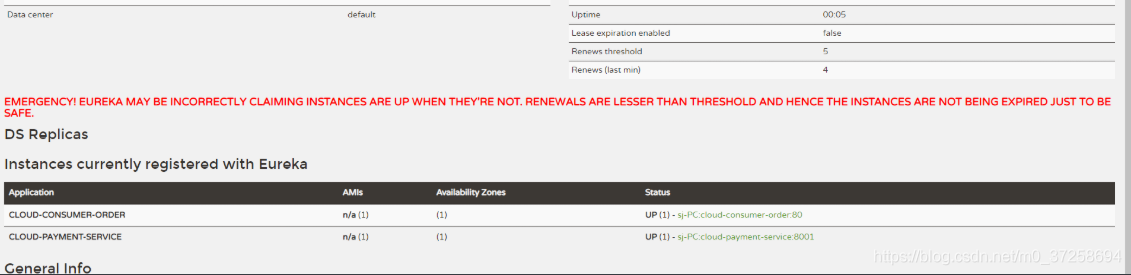 Data center default
Uptime 00:05
Lease expiration enabled false
Renews threshold 5
Renews (last min) 4
EMERGENCY! EUREKA MAY BE INCORRECTLY CLAIMING INSTANCES ARE UP WHEN THEY'RE NOT. RENEWALS ARE LESSER THAN THRESHOLD AND HENCE THE INSTANCES ARE NOT BEING EXPIRED JUST TO BE
SAFE.
DS Replicas
Instances currently registered with Eureka
Application AMIs Availability Zones Status
CLOUD-CONSUMER-ORDER n/a (1) (1) UP (1) - sj-PC:cloud-consumer-order:80
CLOUD-PAYMENT-SERVICE n/a (1) (1) UP (1) - sj-PC:cloud-payment-service:8001
https://blog.csdn.net/m0_37258694
General Info